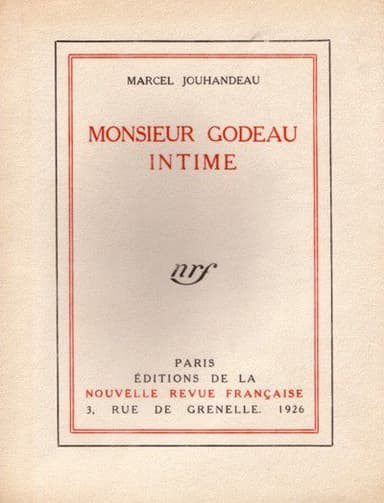 MARCEL JOUHANDEAU
MONSIEUR GODEAU
INTIME
nrf
PARIS
ÉDITIONS DE LA
NOUVELLE REVUE FRANÇAISE
3, RUE DE GRENELLE. 1926